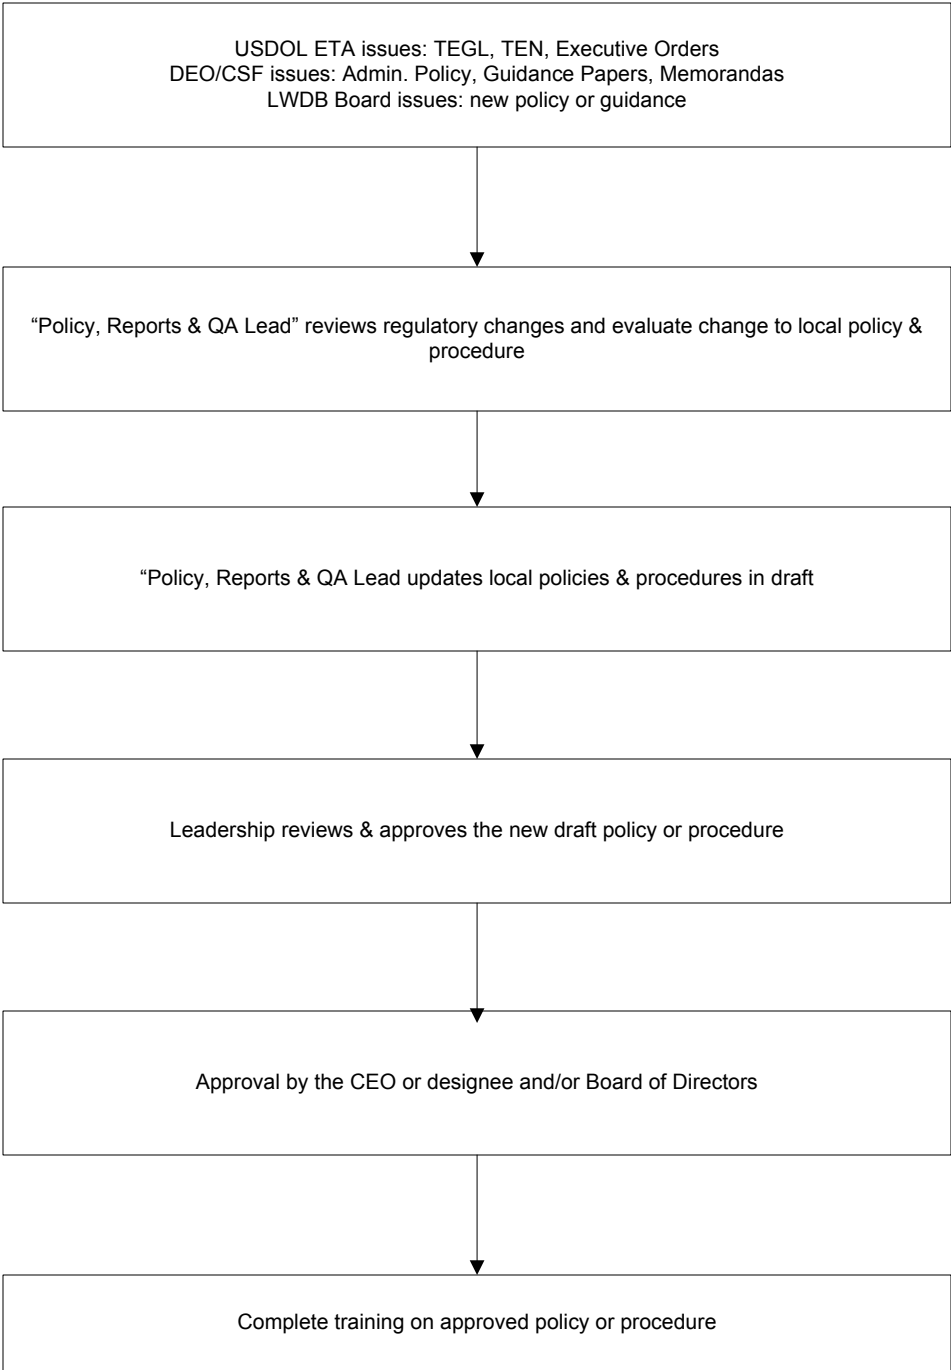 USDOL ETA issues: TEGL, TEN, Executive Orders
DEO/CSF issues: Admin. Policy, Guidance Papers, Memorandas
LWDB Board issues: new policy or guidance
“Policy, Reports & QA Lead” reviews regulatory changes and evaluate change to local policy &
procedure
“Policy, Reports & QA Lead updates local policies & procedures in draft
Leadership reviews & approves the new draft policy or procedure
Approval by the CEO or designee and/or Board of Directors
Complete training on approved policy or procedure